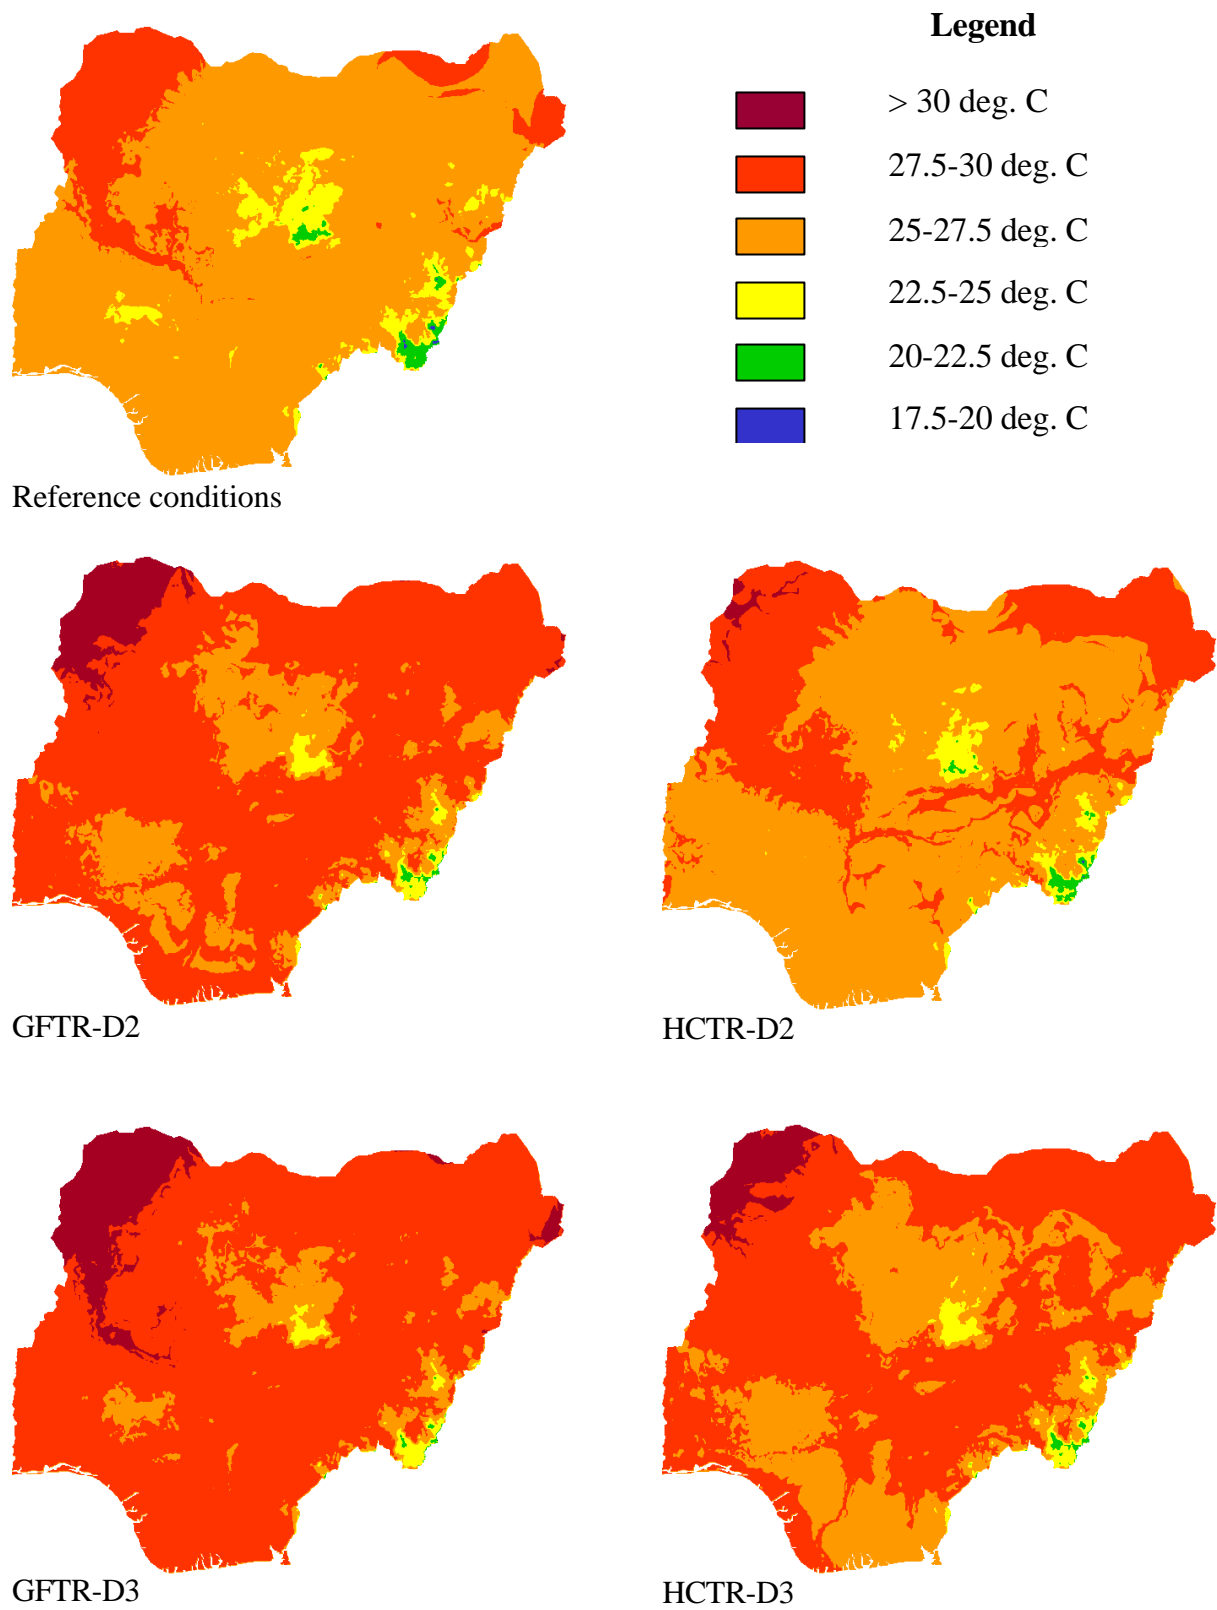 Legend
> 30 deg. C
27.5-30 deg. C
25-27.5 deg. C
22.5-25 deg. C
20-22.5 deg. C
17.5-20 deg. C
Reference conditions
GFTR-D2
HCTR-D2
GFTR-D3
HCTR-D3